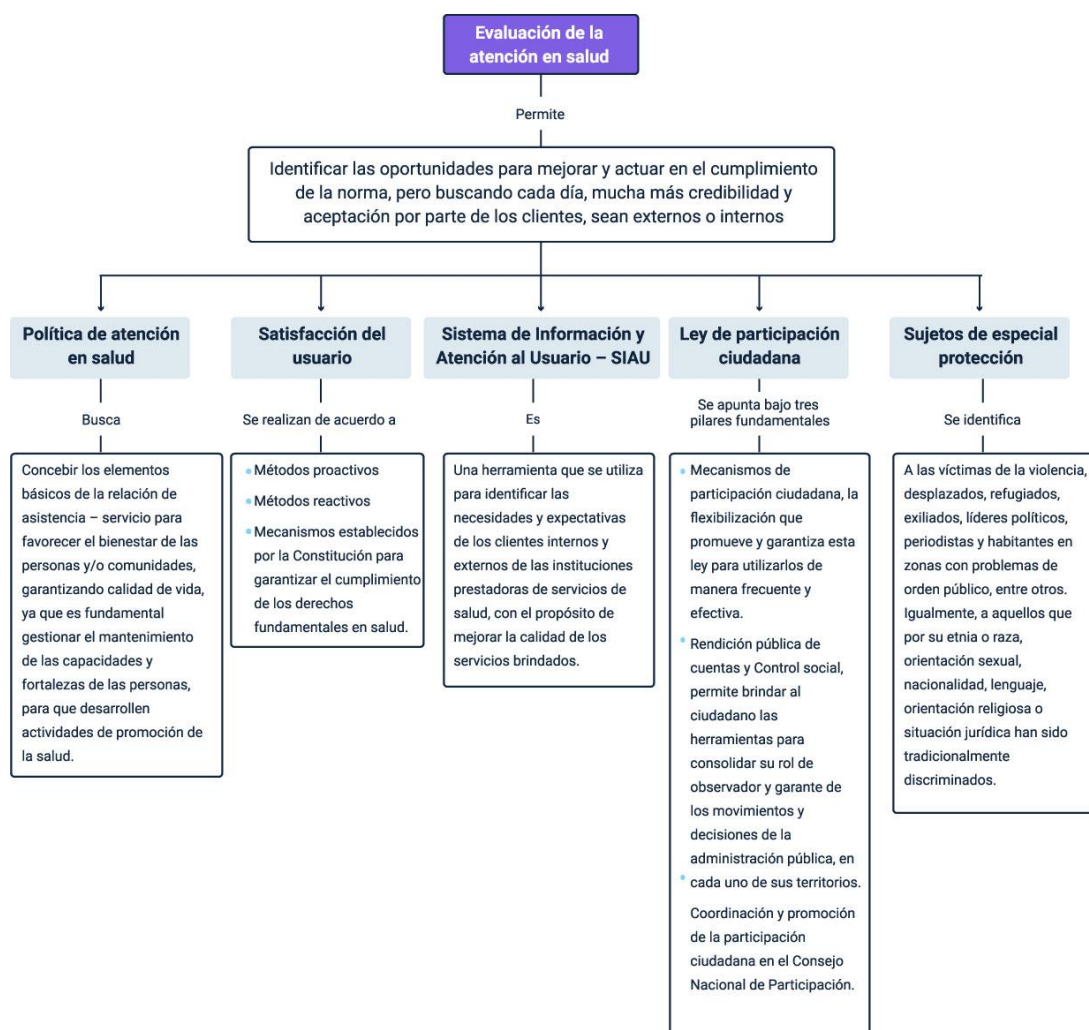 Evaluación de la
atención en salud
Permite
Identificar las oportunidades para mejorar y actuar en el cumplimiento
de la norma, pero buscando cada día, mucha más credibilidad y
aceptación por parte de los clientes, sean externos o internos
Política de atención
en salud
Busca
Concebir los elementos
básicos de la relación de
asistencia – servicio para
favorecer el bienestar de las
personas y/o comunidades,
garantizando calidad de vida,
ya que es fundamental
gestionar el mantenimiento
de las capacidades y
fortalezas de las personas,
para que desarrollen
actividades de promoción de
la salud.
Satisfacción del
usuario
Se realizan de acuerdo a
Métodos proactivos
Métodos reactivos
Mecanismos establecidos
por la Constitución para
garantizar el cumplimiento
de los derechos
fundamentales en salud.
Sistema de Información y
Atención al Usuario – SIAU
Es
Una herramienta que se utiliza
para identificar las
necesidades y expectativas
de los clientes internos y
externos de las instituciones
prestadoras de servicios de
salud, con el propósito de
mejorar la calidad de los
servicios brindados.
Ley de participación
ciudadana
Se apunta bajo tres
pilares fundamentales
Mecanismos de
participación ciudadana, la
flexibilización que
promueve y garantiza esta
ley para utilizarlos de
manera frecuente y
efectiva.
Rendición pública de
cuentas y Control social,
permite brindar al
ciudadano las
herramientas para
consolidar su rol de
observador y garante de
los movimientos y
decisiones de la
administración pública, en
cada uno de sus territorios.
Coordinación y promoción
de la participación
ciudadana en el Consejo
Nacional de Participación.
Sujetos de especial
protección
Se identifica
A las víctimas de la violencia,
desplazados, refugiados,
exiliados, líderes políticos,
periodistas y habitantes en
zonas con problemas de
orden público, entre otros.
Igualmente, a aquellos que
por su etnia o raza,
orientación sexual,
nacionalidad, lenguaje,
orientación religiosa o
situación jurídica han sido
tradicionalmente
discriminados.